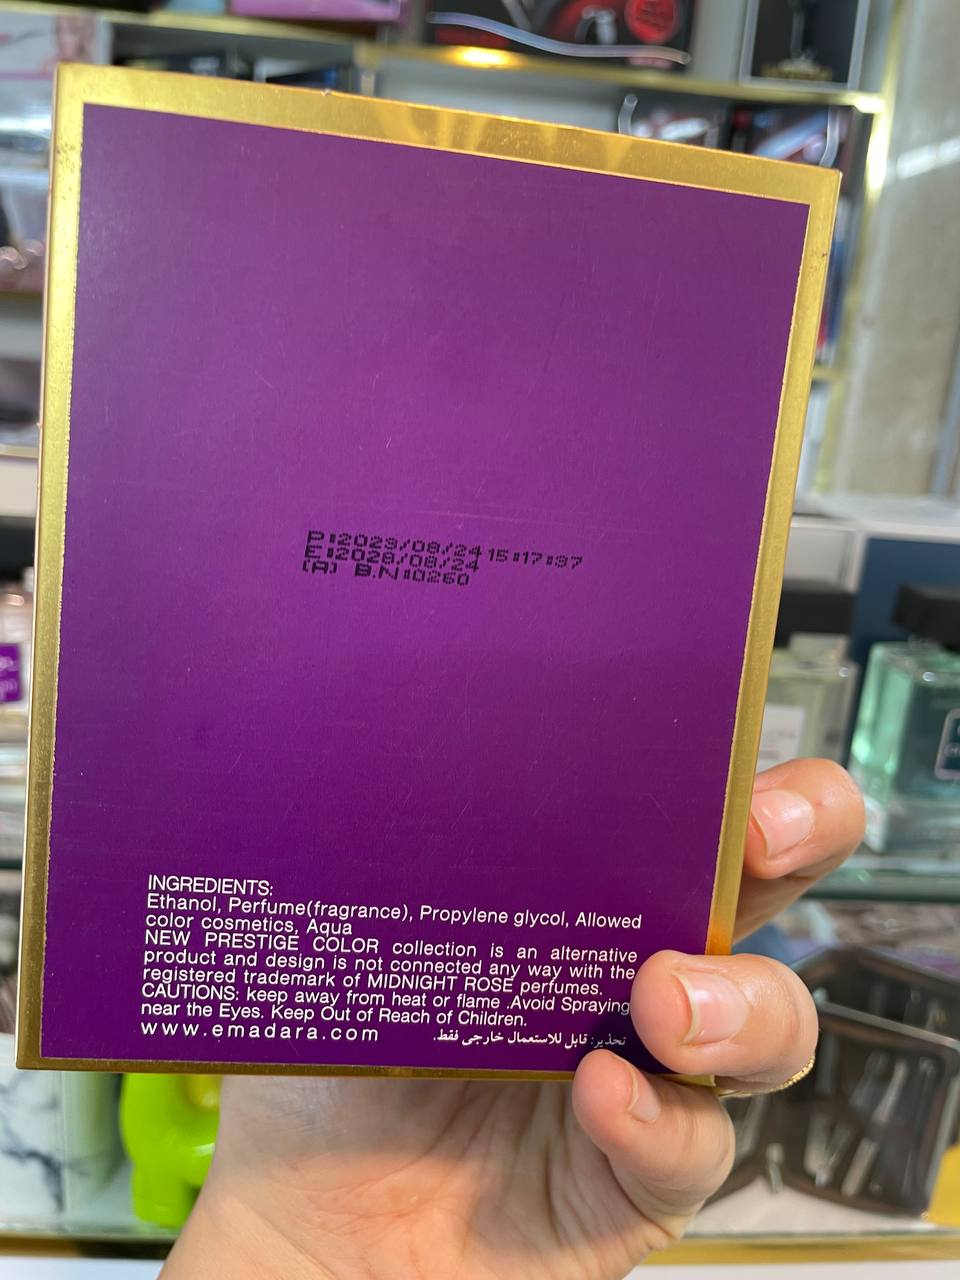 P:2023/08/24 15:17:37
E:2028/08/24
(A) B.N:0260
INGREDIENTS:
Ethanol, Perfume(fragrance), Propylene glycol, Allowed
color cosmetics, Aqua
NEW PRESTIGE COLOR collection is an alternative
product and design is not connected any way with the
registered trademark of MIDNIGHT ROSE perfumes.
CAUTIONS: keep away from heat or flame .Avoid Spraying
near the Eyes. Keep Out of Reach of Children.
www.emadara.com
تحذیر: قابل للاستعمال خارجی فقط.